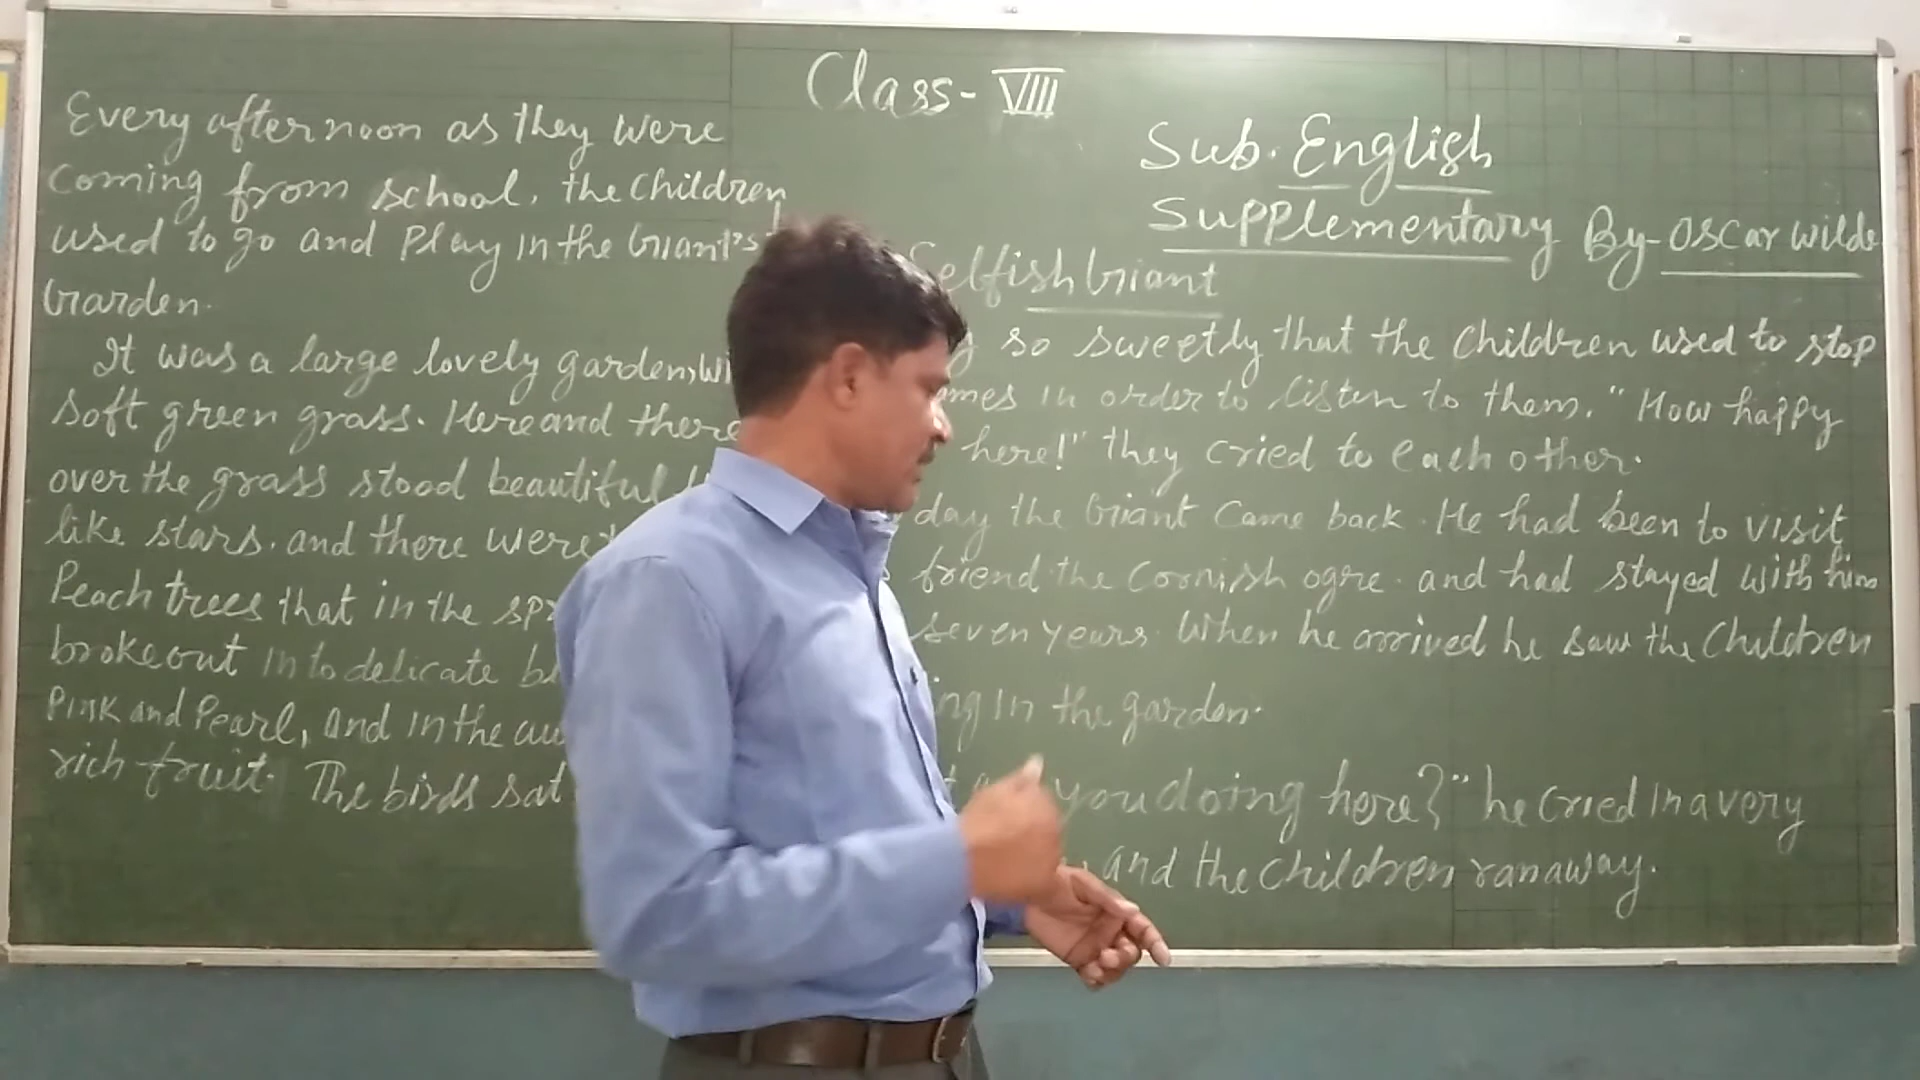 Class-VIII
Sub. English
Supplementary By-Oscar Wilde
Selfish Giant
Every afternoon as they were
coming from school, the Children
used to go and Play in the Giant's
Garden.
It was a large lovely garden,
soft green grass. Here and there
over the grass stood beautiful
like stars. and there were
Peach trees that in the
broke out in to delicate
Pink and Pearl, and in the
rich fruit. The birds sat
so sweetly that the Children used to stop
in order to listen to them. "How happy
here!" they cried to each other.
day the Giant Came back. He had been to visit
friend the Cornish ogre. and had stayed with him
seven years. When he arrived he saw the Children
in the garden.
you doing here?" he Cried in a very
and the Children ran away.